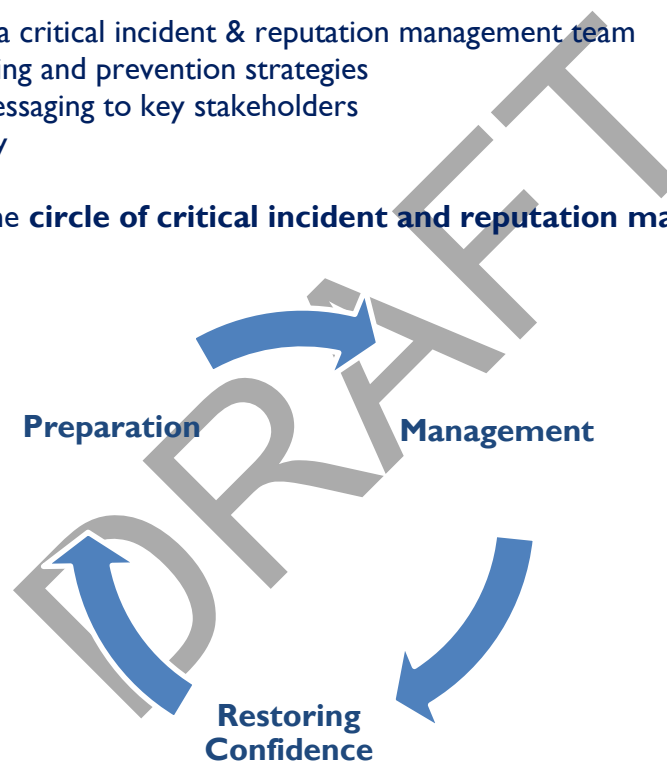 a critical incident & reputation management team
ing and prevention strategies
essaging to key stakeholders
y
he circle of critical incident and reputation ma
Preparation
Management
Restoring
Confidence
DRAFT